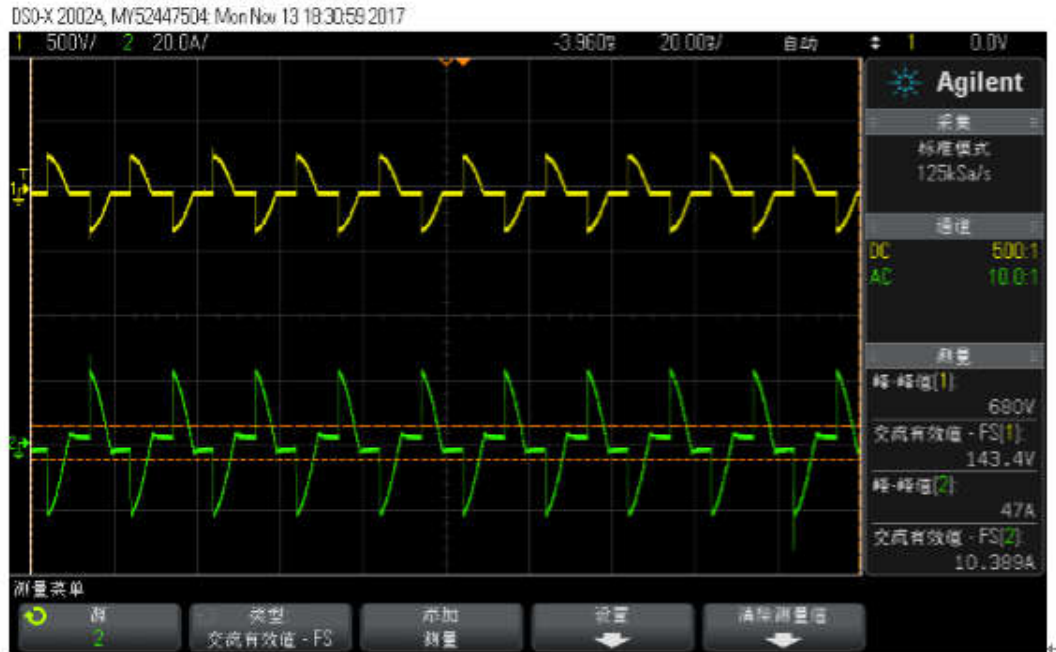 DSO-X 2002A, MY52447504: Mon Nov 13 18:30:59 2017
1 500V/ 2 20.0A/ -3.960s 20.00s/ 自动 1 0.0V
Agilent
采集
标准模式
125kSa/s
通道
DC 500:1
AC 10.0:1
测量
峰-峰值[1]:
680V
交流有效值 - FS[1]:
143.4V
峰-峰值[2]:
47A
交流有效值 - FS[2]:
10.389A
T
1
2
测量菜单
源
2
类型
交流有效值 - FS
添加
测量
设置
清除测量值